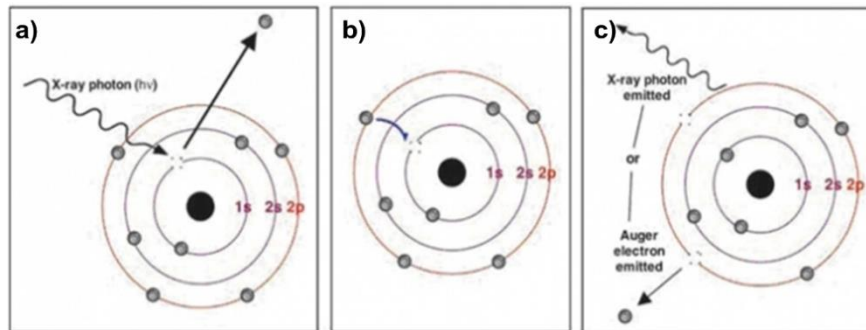 a)
X-ray photon (hν)
1s 2s 2p
b)
1s 2s 2p
c)
X-ray photon
emitted
or
Auger
electron
emitted
1s 2s 2p